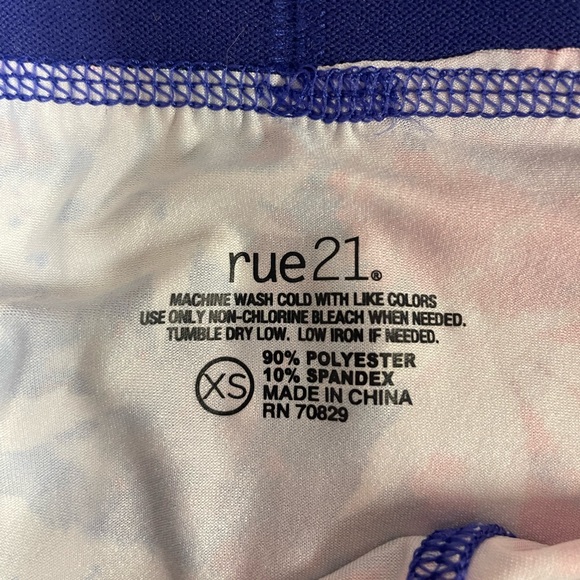 rue21®
MACHINE WASH COLD WITH LIKE COLORS
USE ONLY NON-CHLORINE BLEACH WHEN NEEDED.
TUMBLE DRY LOW. LOW IRON IF NEEDED.
XS
90% POLYESTER
10% SPANDEX
MADE IN CHINA
RN 70829